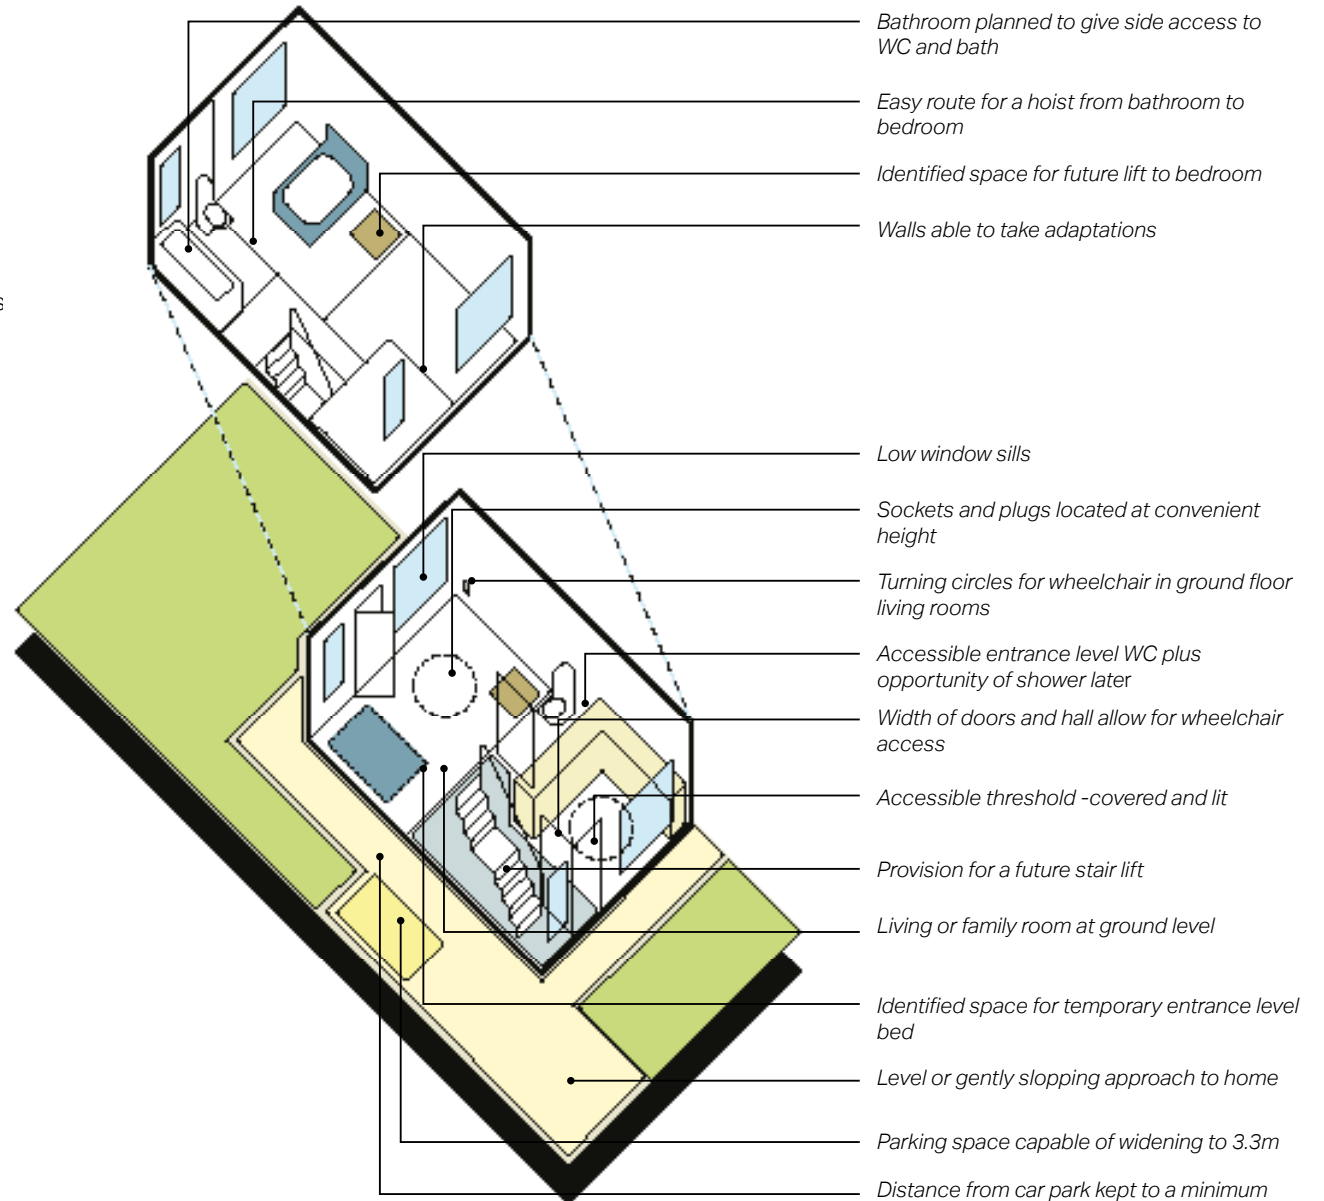 Bathroom planned to give side access to
WC and bath
Easy route for a hoist from bathroom to
bedroom
Identified space for future lift to bedroom
Walls able to take adaptations
s
Low window sills
Sockets and plugs located at convenient
height
Turning circles for wheelchair in ground floor
living rooms
Accessible entrance level WC plus
opportunity of shower later
Width of doors and hall allow for wheelchair
access
Accessible threshold -covered and lit
Provision for a future stair lift
Living or family room at ground level
Identified space for temporary entrance level
bed
Level or gently slopping approach to home
Parking space capable of widening to 3.3m
Distance from car park kept to a minimum